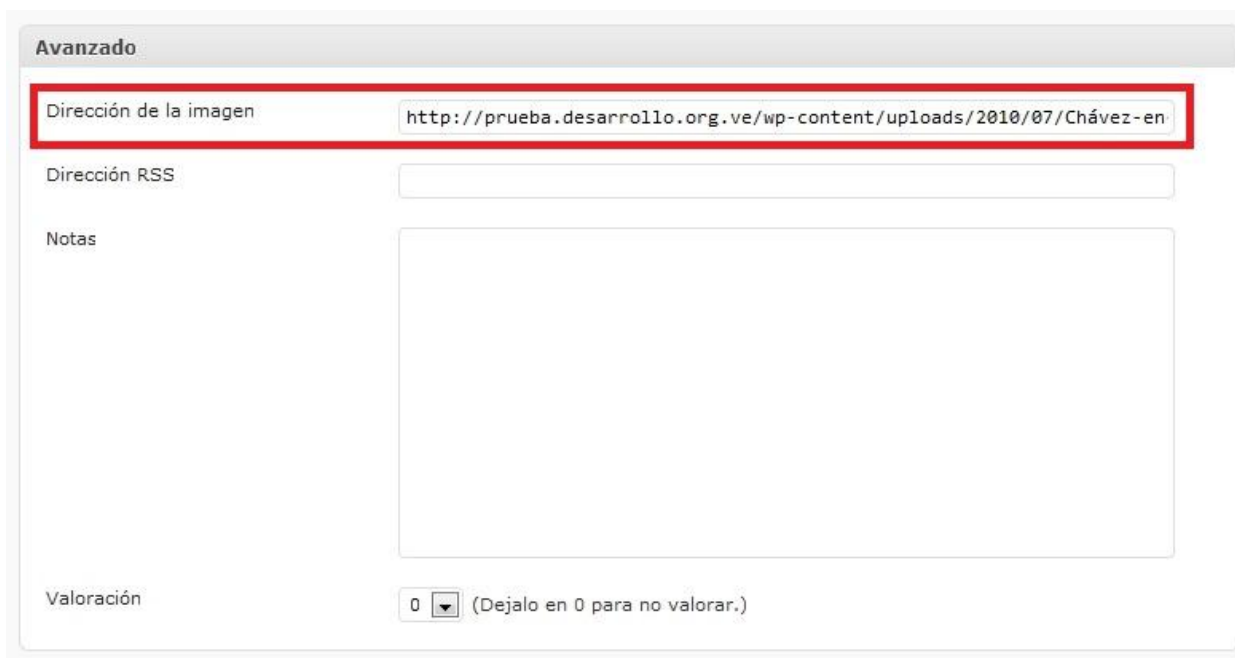 Avanzado
Dirección de la imagen
http://prueba.desarrollo.org.ve/wp-content/uploads/2010/07/Chávez-en-
Dirección RSS
Notas
Valoración
0 (Dejalo en 0 para no valorar.)